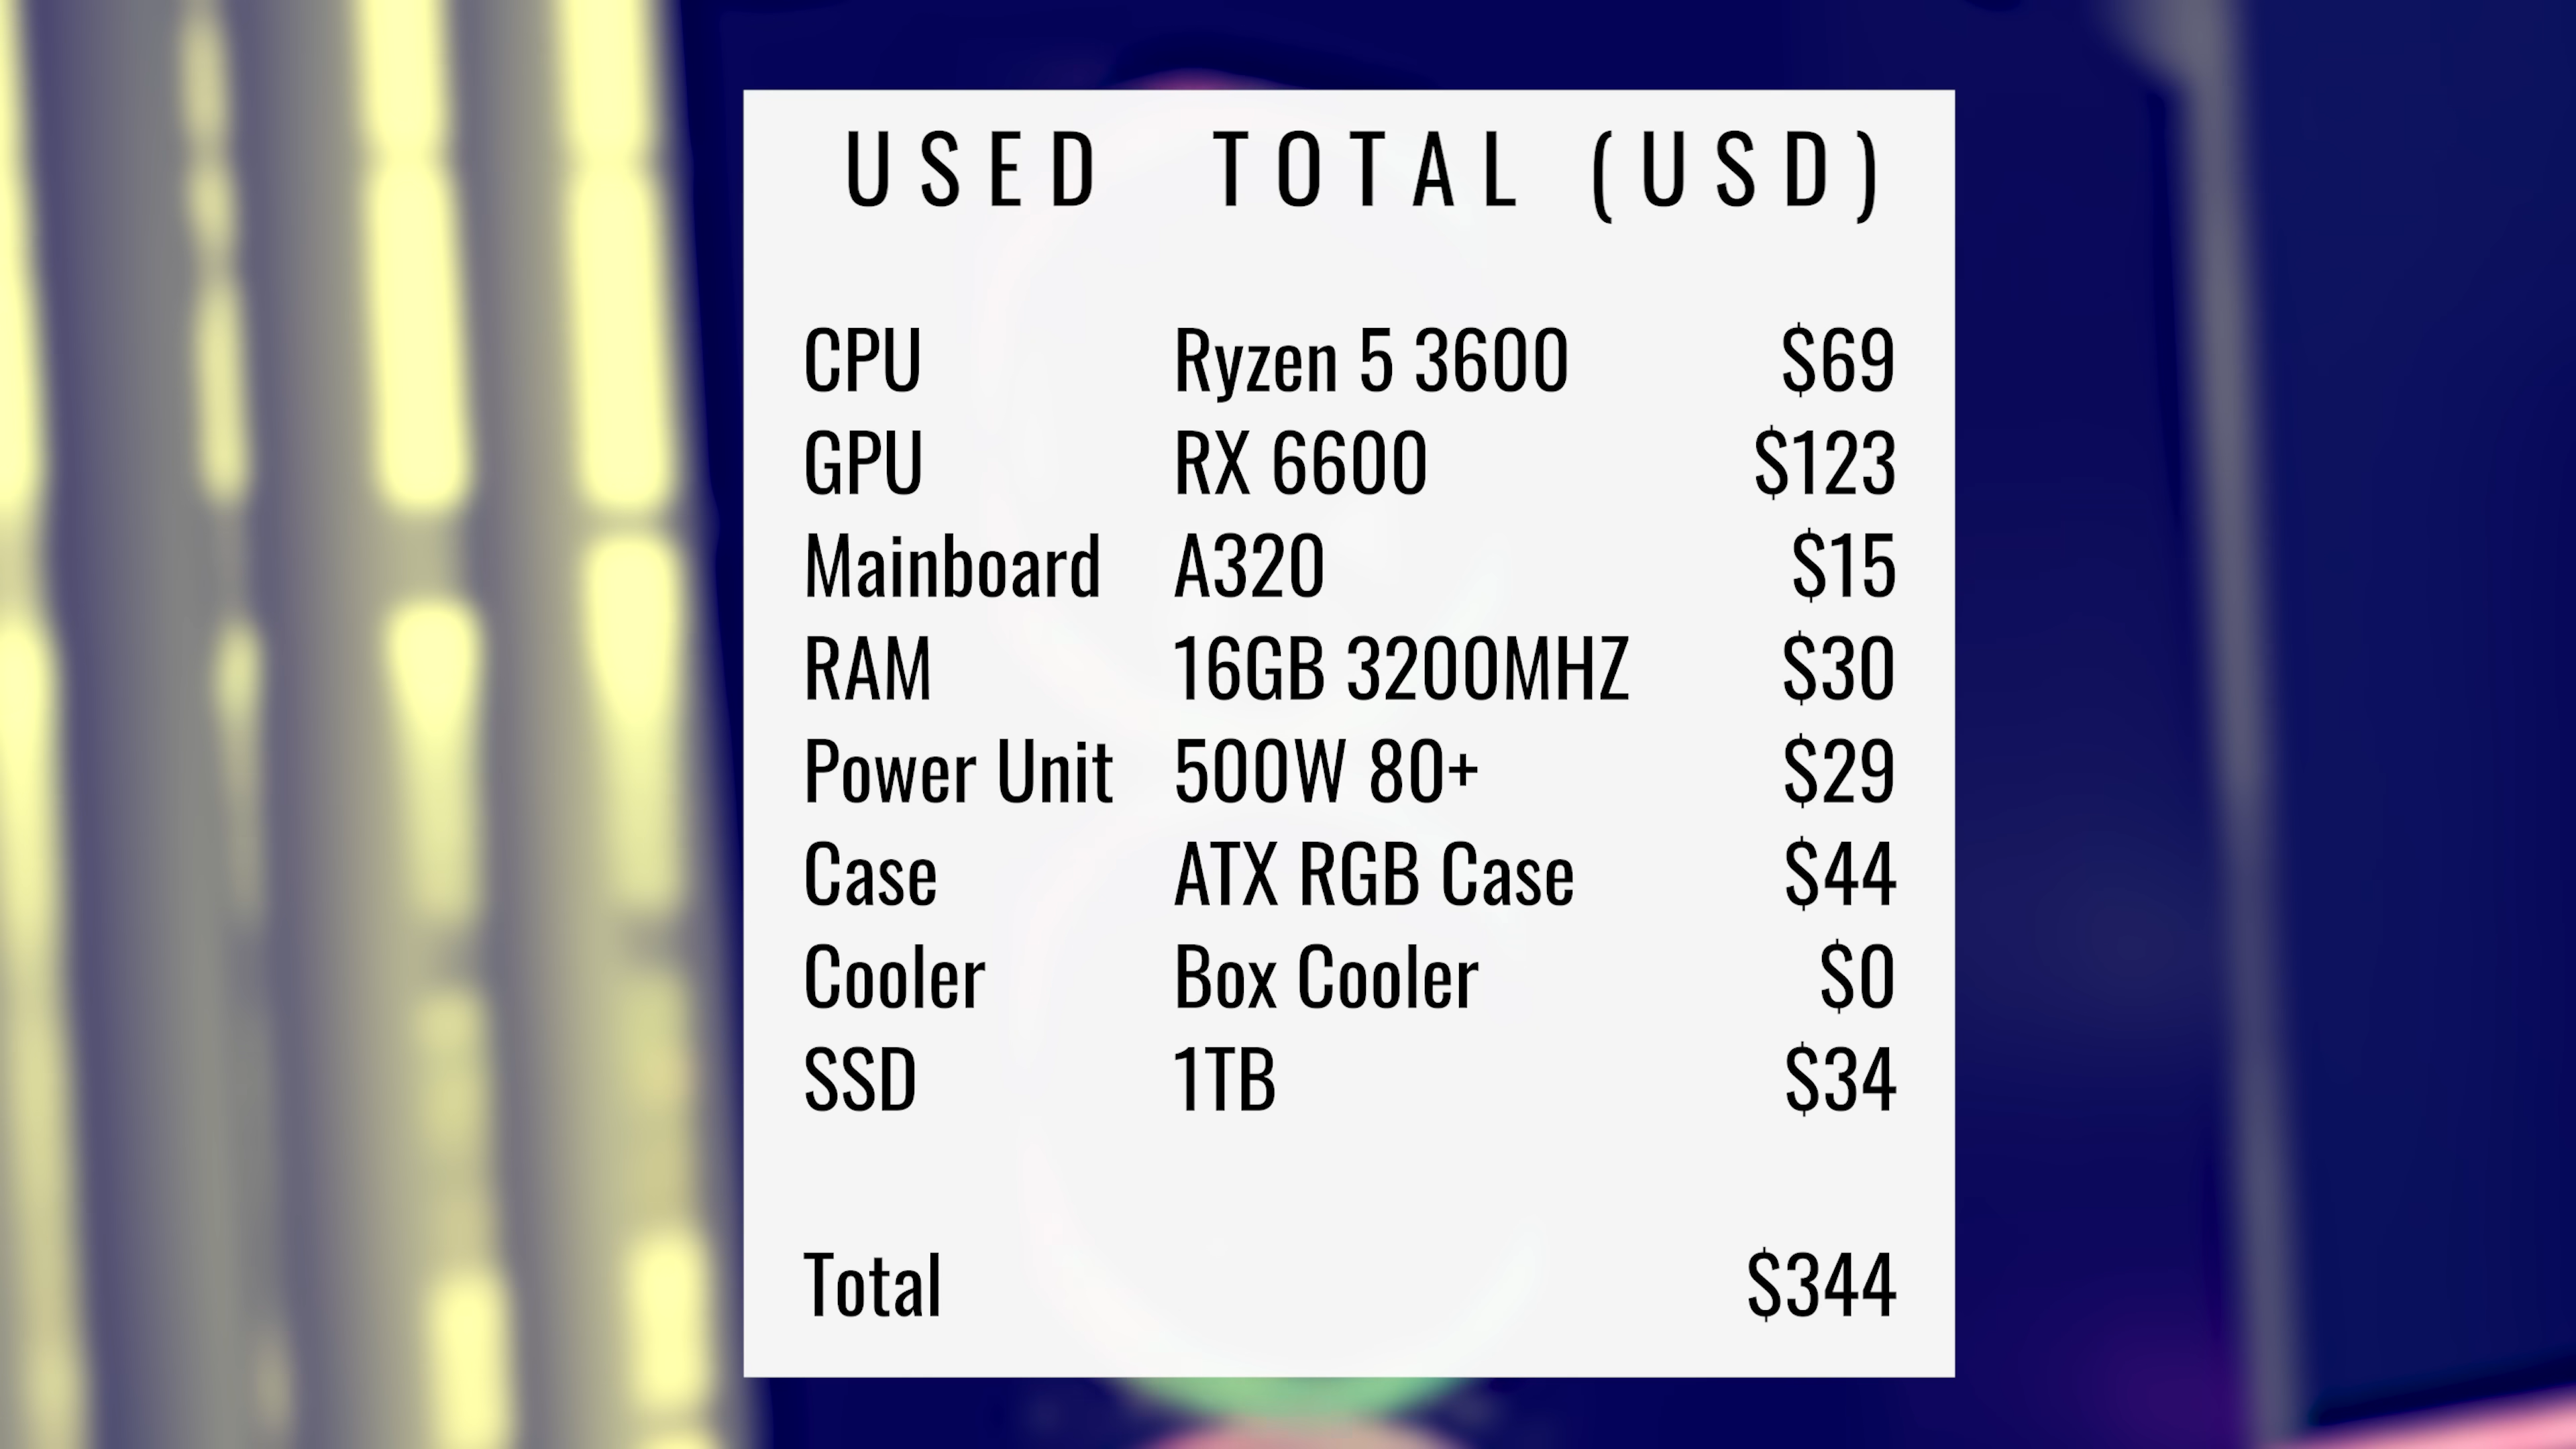 USED TOTAL (USD)
CPU Ryzen 5 3600 $69
GPU RX 6600 $123
Mainboard A320 $15
RAM 16GB 3200MHZ $30
Power Unit 500W 80+ $29
Case ATX RGB Case $44
Cooler Box Cooler $0
SSD 1TB $34
Total $344